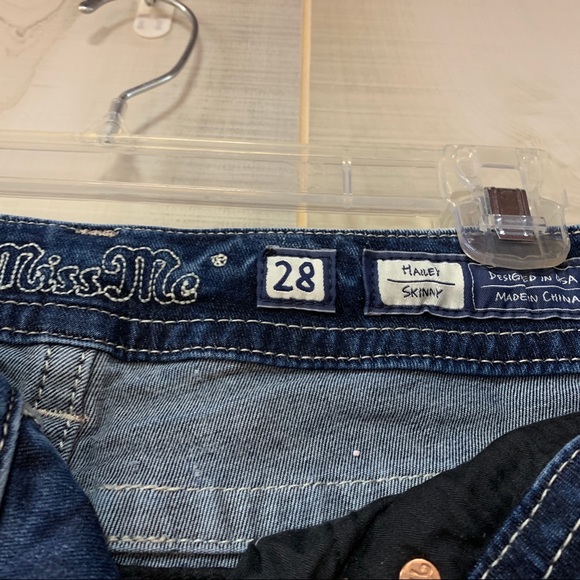 Miss Me ®
28
HAILEY
SKINNY
DESIGNED IN USA
MADE IN CHINA